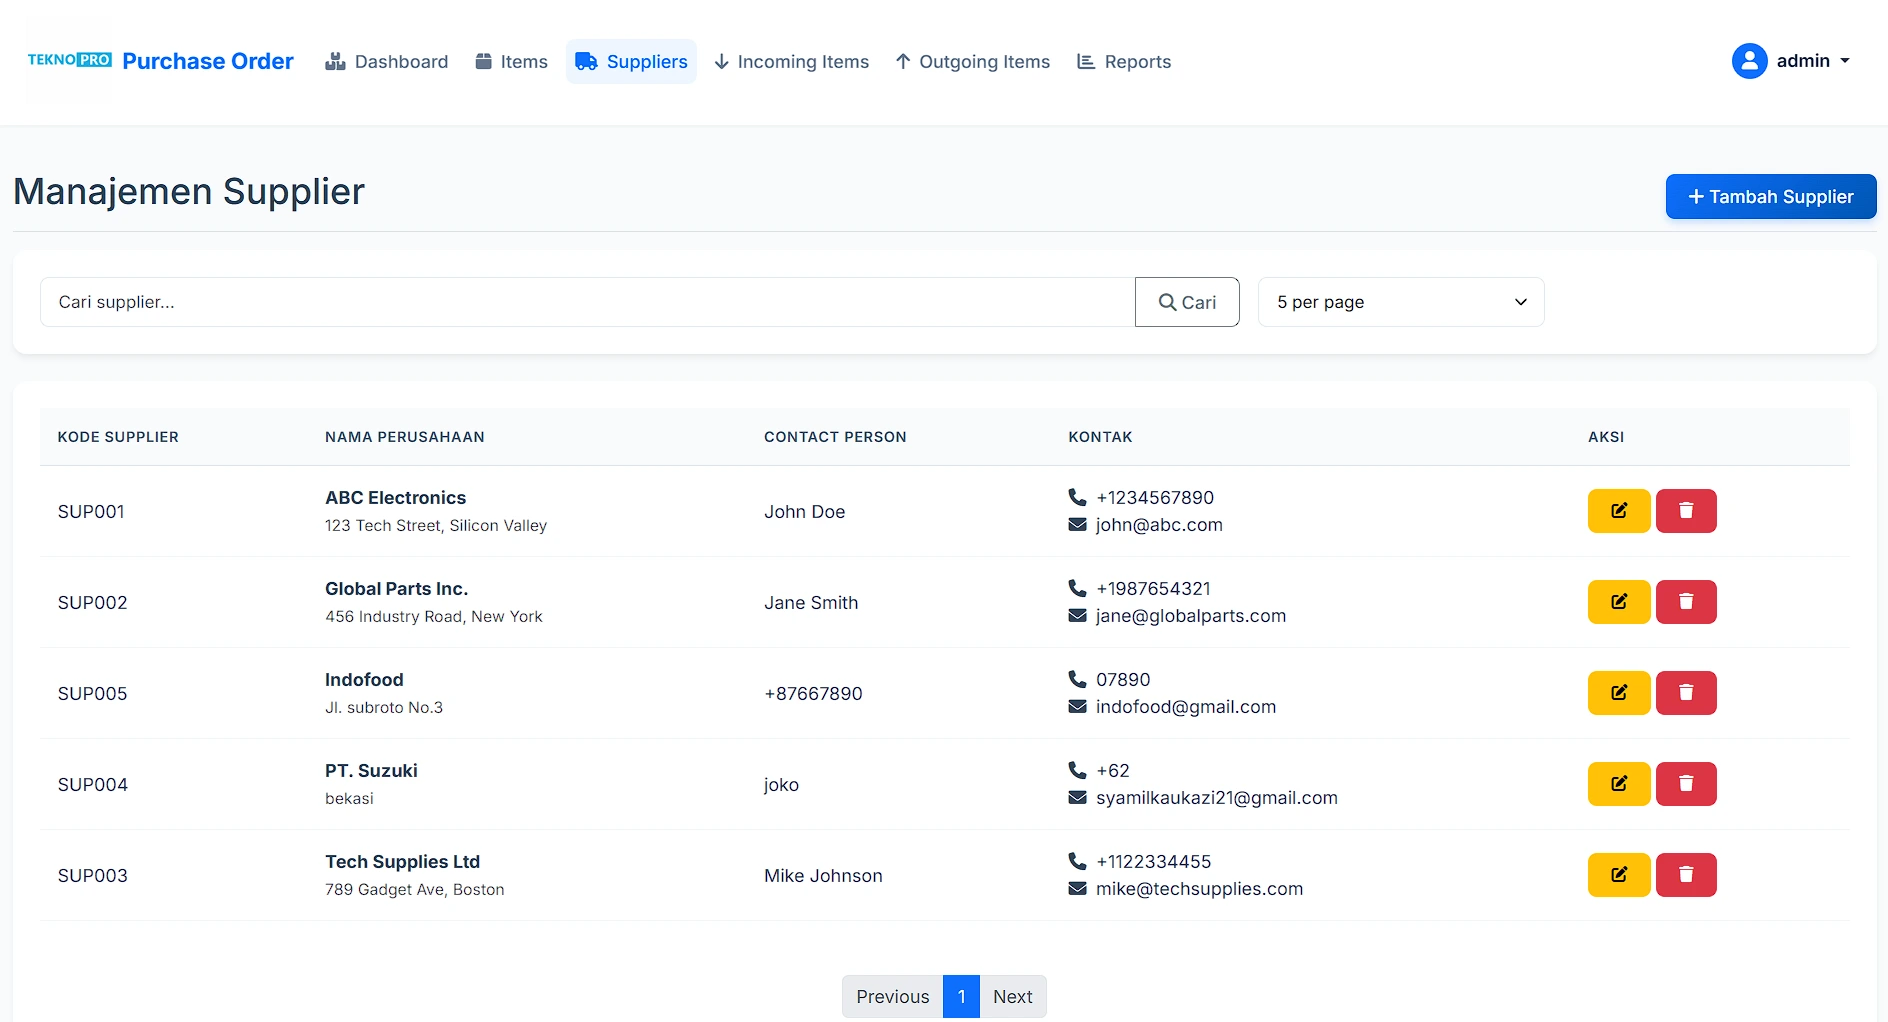 TEKNO PRO Purchase Order Dashboard Items Suppliers Incoming Items Outgoing Items Reports admin
Manajemen Supplier
+ Tambah Supplier
Cari supplier... Cari 5 per page
KODE SUPPLIER NAMA PERUSAHAAN CONTACT PERSON KONTAK AKSI
SUP001
ABC Electronics
123 Tech Street, Silicon Valley
John Doe
+1234567890
john@abc.com
SUP002
Global Parts Inc.
456 Industry Road, New York
Jane Smith
+1987654321
jane@globalparts.com
SUP005
Indofood
Jl. subroto No.3
+87667890
07890
indofood@gmail.com
SUP004
PT. Suzuki
bekasi
joko
+62
syamilkaukazi21@gmail.com
SUP003
Tech Supplies Ltd
789 Gadget Ave, Boston
Mike Johnson
+1122334455
mike@techsupplies.com
Previous 1 Next